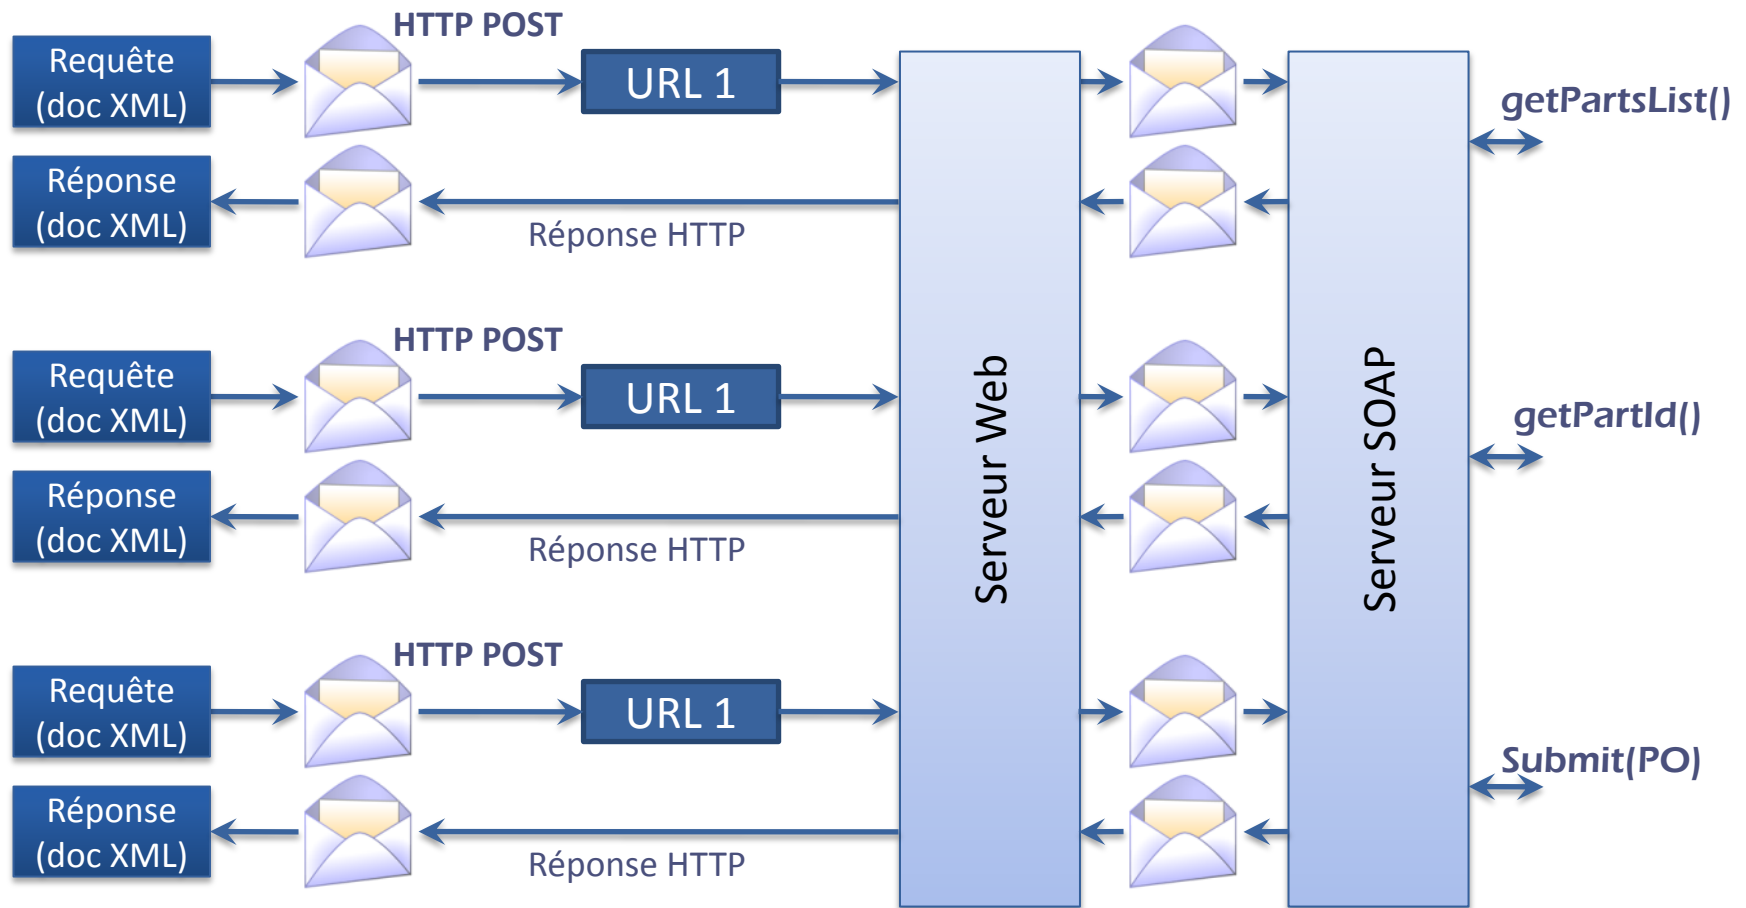 HTTP POST
Requête
(doc XML)
URL 1
getPartsList()
Réponse
(doc XML)
Réponse HTTP
HTTP POST
Requête
(doc XML)
URL 1
Serveur Web
Serveur SOAP
getPartId()
Réponse
(doc XML)
Réponse HTTP
HTTP POST
Requête
(doc XML)
URL 1
Submit(PO)
Réponse
(doc XML)
Réponse HTTP